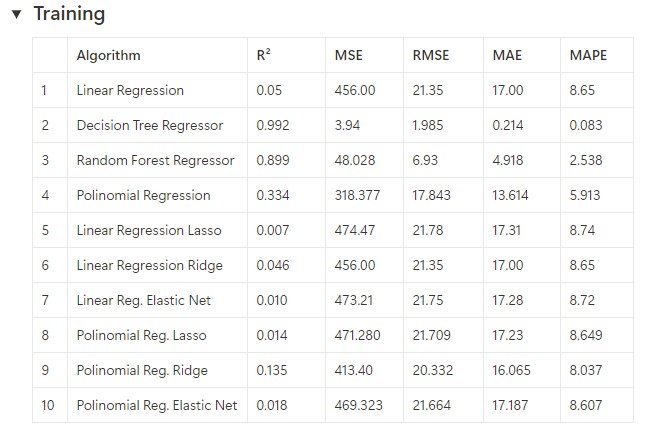 Training
Algorithm R² MSE RMSE MAE MAPE
1 Linear Regression 0.05 456.00 21.35 17.00 8.65
2 Decision Tree Regressor 0.992 3.94 1.985 0.214 0.083
3 Random Forest Regressor 0.899 48.028 6.93 4.918 2.538
4 Polinomial Regression 0.334 318.377 17.843 13.614 5.913
5 Linear Regression Lasso 0.007 474.47 21.78 17.31 8.74
6 Linear Regression Ridge 0.046 456.00 21.35 17.00 8.65
7 Linear Reg. Elastic Net 0.010 473.21 21.75 17.28 8.72
8 Polinomial Reg. Lasso 0.014 471.280 21.709 17.23 8.649
9 Polinomial Reg. Ridge 0.135 413.40 20.332 16.065 8.037
10 Polinomial Reg. Elastic Net 0.018 469.323 21.664 17.187 8.607